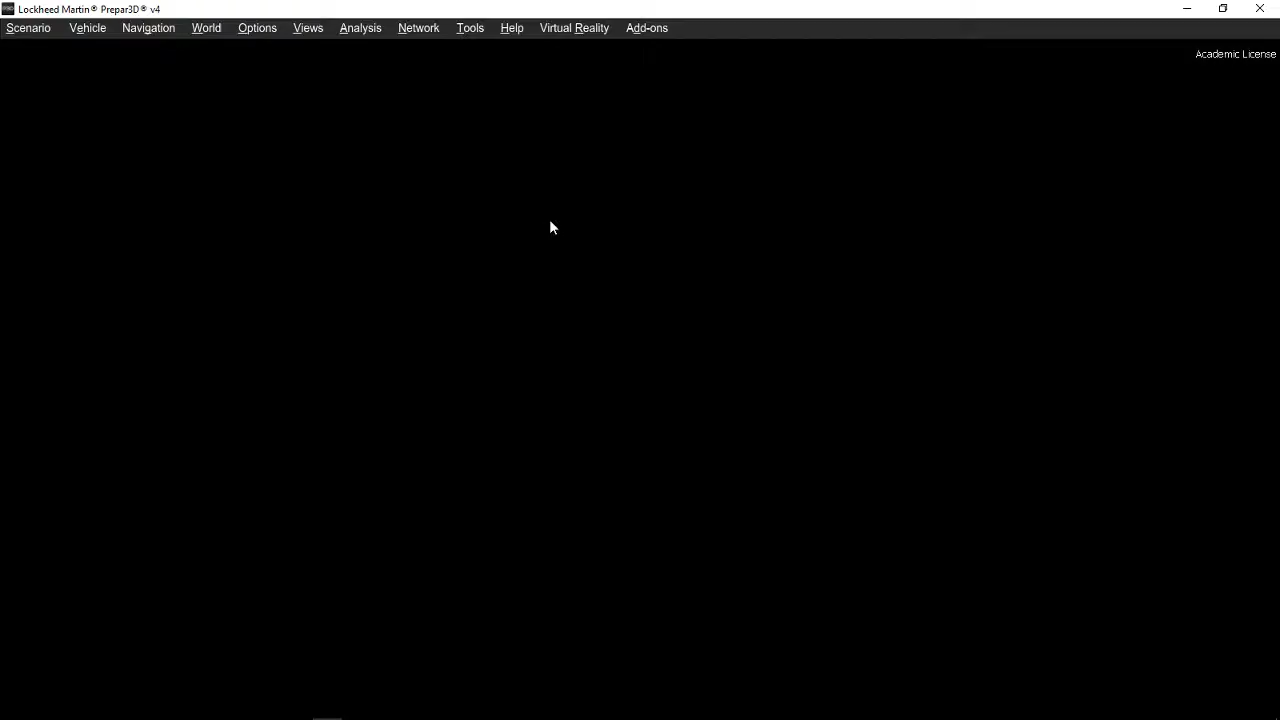 Lockheed Martin® Prepar3D® v4
Scenario Vehicle Navigation World Options Views Analysis Network Tools Help Virtual Reality Add-ons
Academic License